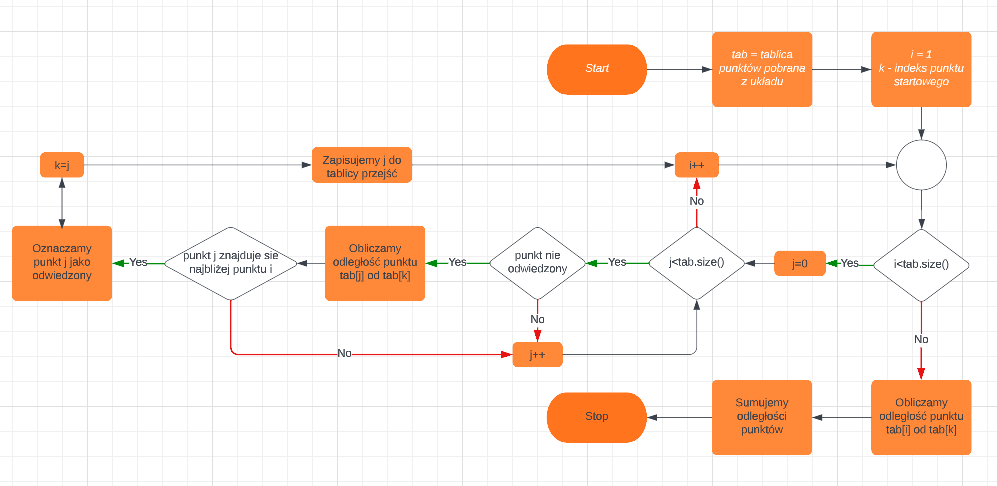 Start
tab = tablica
punktów pobrana
z układu
i = 1
k - indeks punktu
startowego
k=j
Zapisujemy j do
tablicy przejść
i++
No
Oznaczamy
punkt j jako
odwiedzony
Yes
punkt j znajduje sie
najbliżej punktu i
Obliczamy
odległość punktu
tab[j] od tab[k]
Yes
punkt nie
odwiedzony
Yes
j<tab.size()
j=0
Yes
i<tab.size()
No
No
j++
No
Stop
Sumujemy
odległości
punktów
Obliczamy
odległość punktu
tab[i] od tab[k]